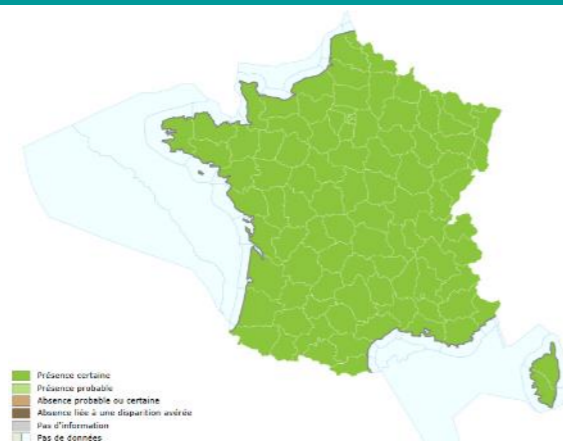 Présence certaine
Présence probable
Absence probable ou certaine
Absence liée à une disparition avérée
Pas d'information
Pas de données